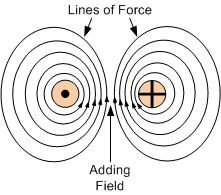 Lines of Force
Adding
Field